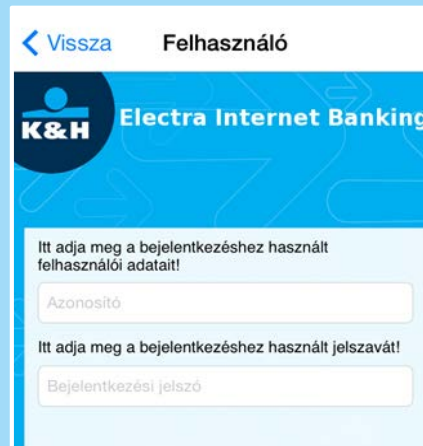 Vissza
Felhasználó
K&H
Electra Internet Banking
Itt adja meg a bejelentkezéshez használt
felhasználói adatait!
Azonosító
Itt adja meg a bejelentkezéshez használt jelszavát!
Bejelentkezési jelszó